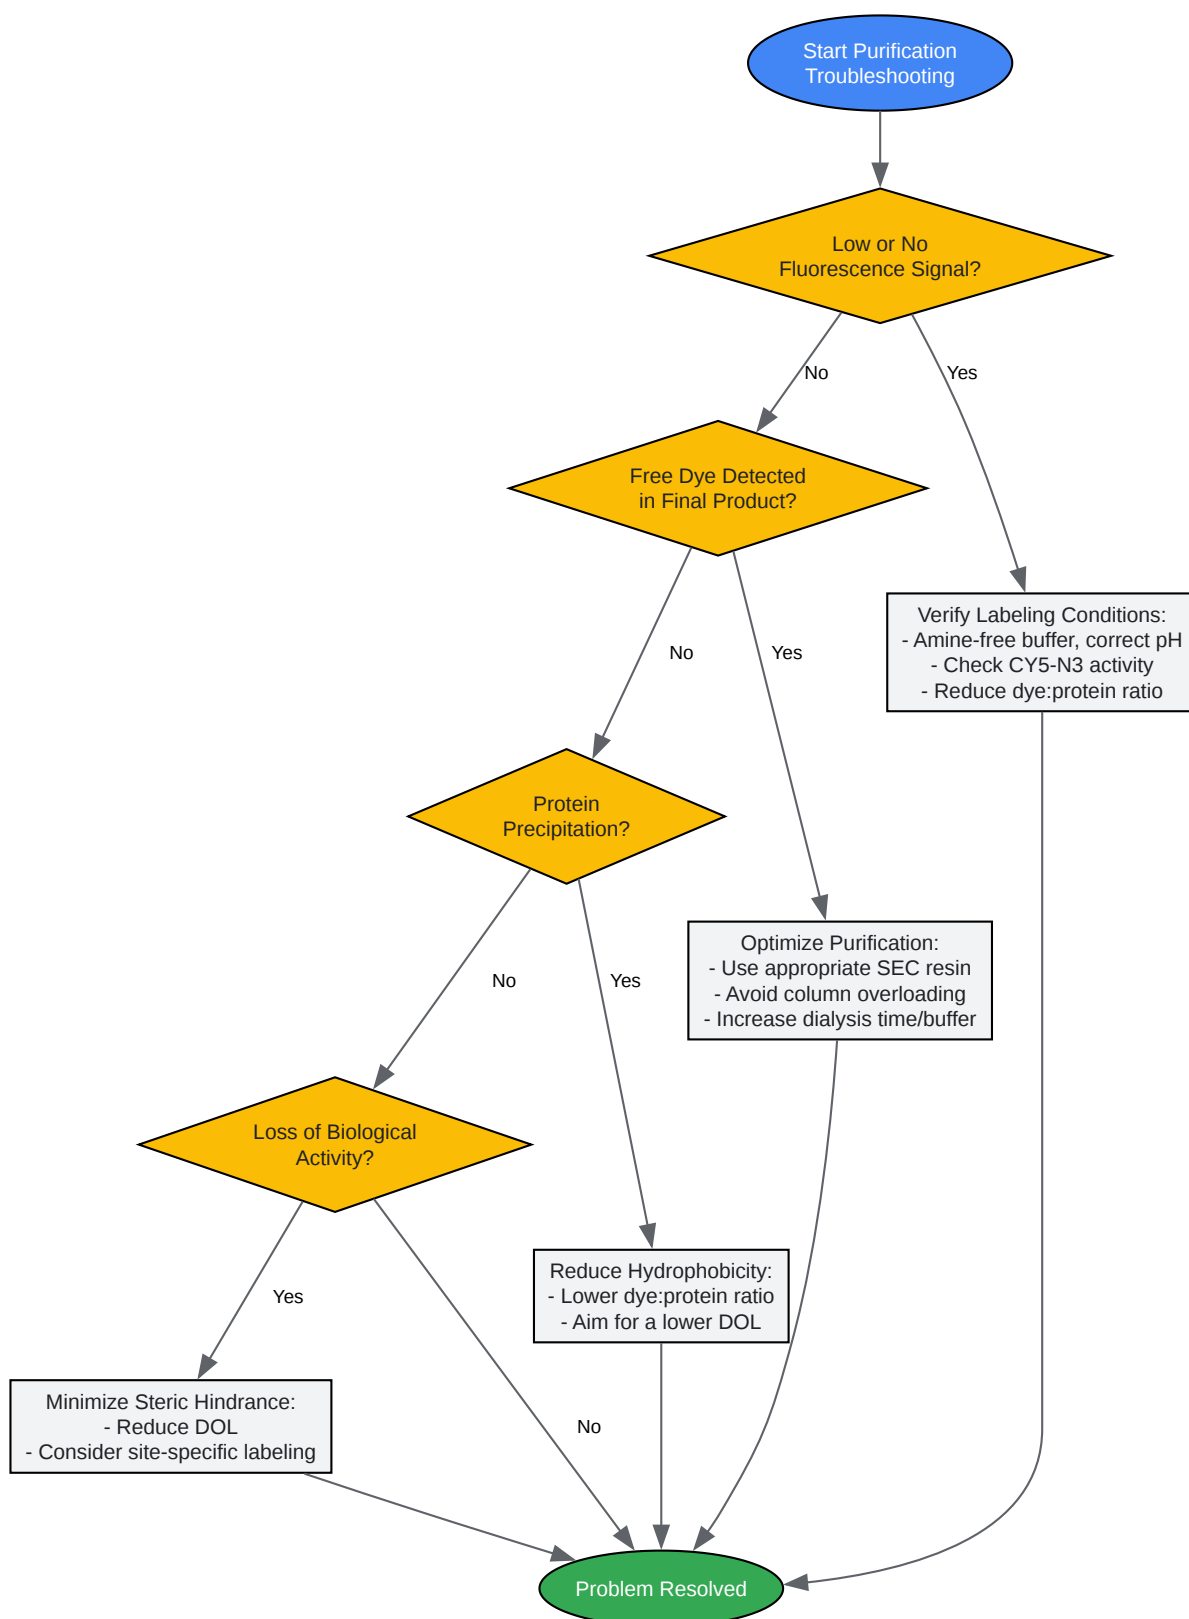 Start Purification
Troubleshooting
Low or No
Fluorescence Signal?
No
Yes
Free Dye Detected
in Final Product?
Verify Labeling Conditions:
- Amine-free buffer, correct pH
- Check CY5-N3 activity
- Reduce dye:protein ratio
No
Yes
Protein
Precipitation?
Optimize Purification:
- Use appropriate SEC resin
- Avoid column overloading
- Increase dialysis time/buffer
No
Yes
Loss of Biological
Activity?
Reduce Hydrophobicity:
- Lower dye:protein ratio
- Aim for a lower DOL
Yes
No
Minimize Steric Hindrance:
- Reduce DOL
- Consider site-specific labeling
Problem Resolved